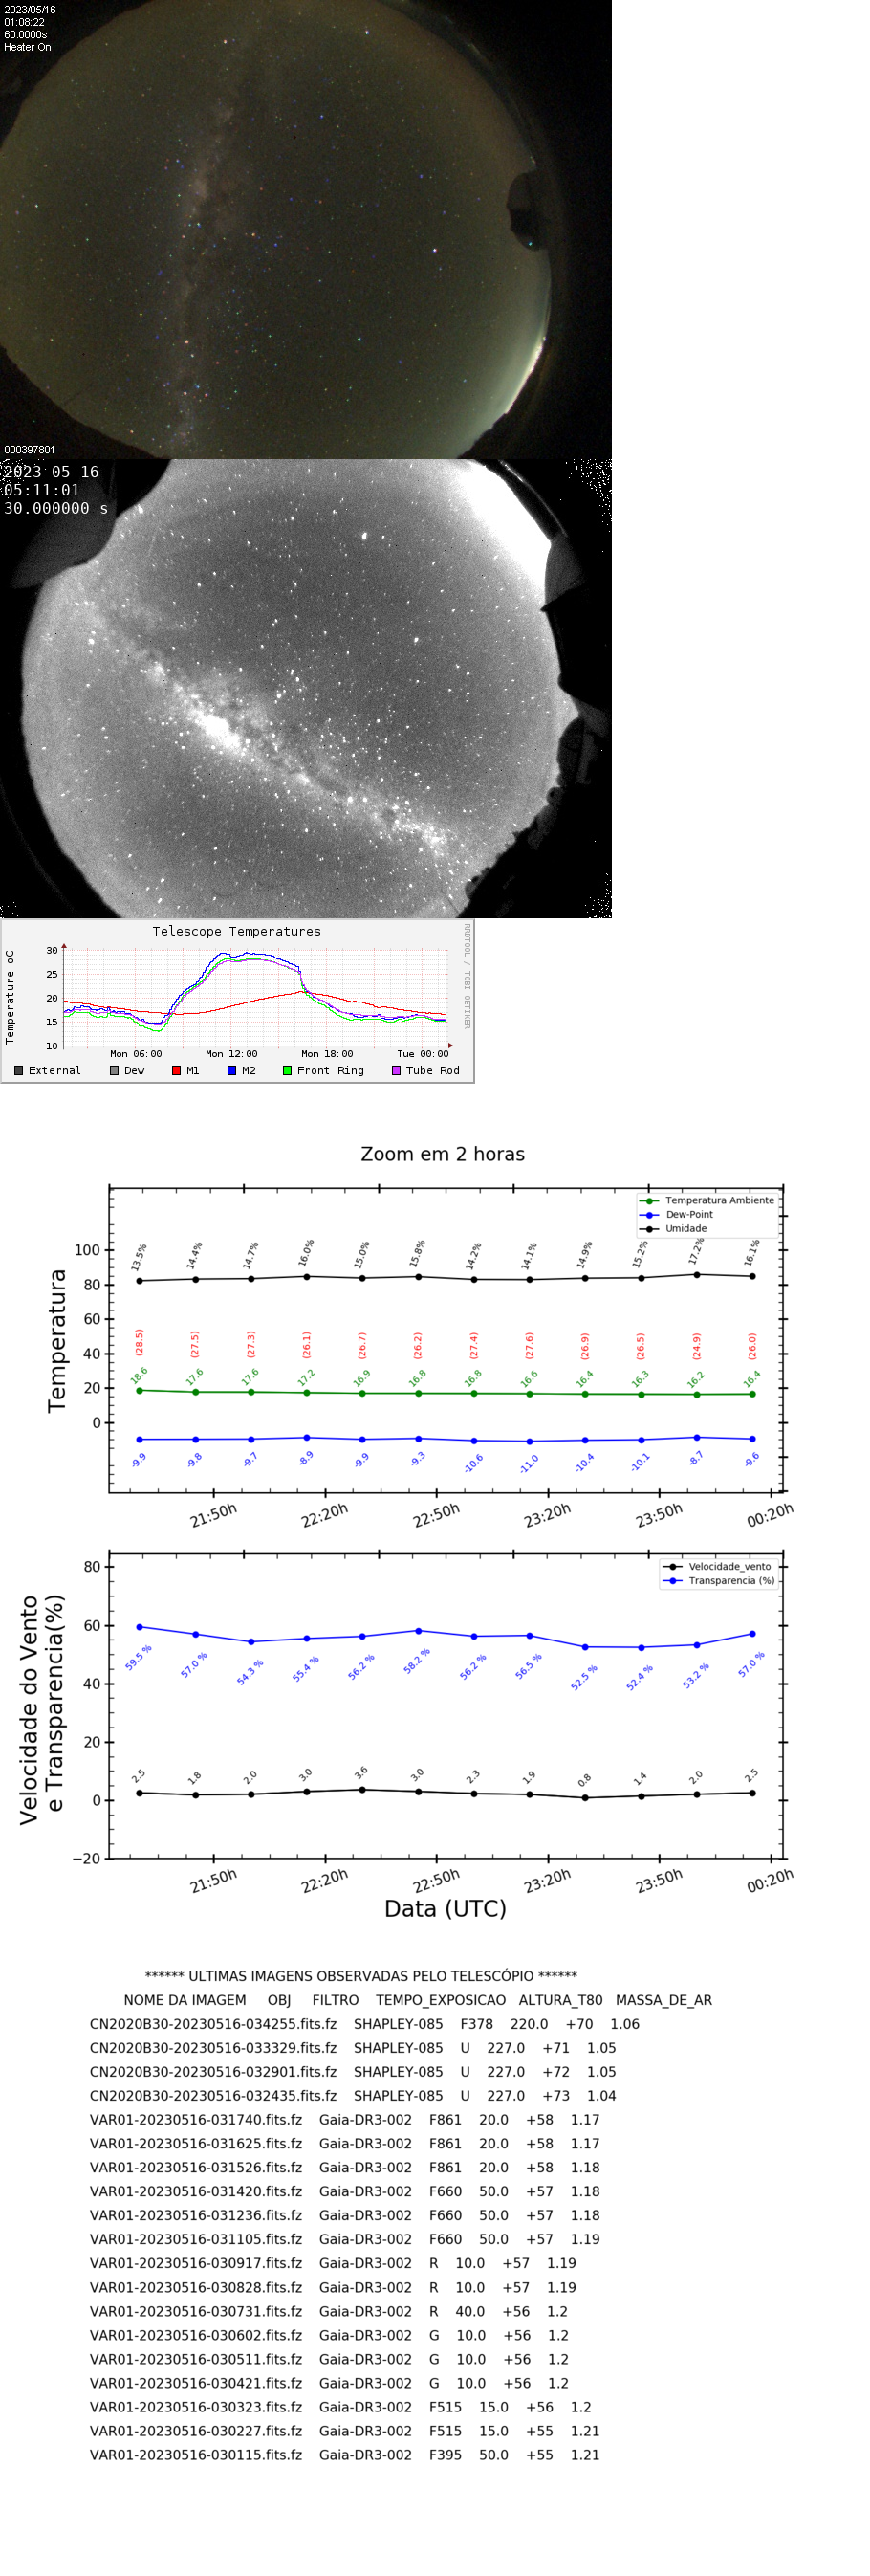 2023/05/16
01:08:22
60.0000s
Heater On
000397801
2023-05-16
05:11:01
30.000000 s
Telescope Temperatures
RRDTOOL / TOBI OETIKER
Temperature oC
30
25
20
15
10
Mon 06:00 Mon 12:00 Mon 18:00 Tue 00:00
External Dew M1 M2 Front Ring Tube Rod
Zoom em 2 horas
Temperatura Ambiente
Dew-Point
Umidade
Temperatura
100
80
60
40
20
0
13.5% 14.4% 14.7% 16.0% 15.0% 15.8% 14.2% 14.1% 14.9% 15.2% 17.2% 16.1%
(28.5) (27.5) (27.3) (26.1) (26.7) (26.2) (27.4) (27.6) (26.9) (26.5) (24.9) (26.0)
18.6 17.6 17.6 17.2 16.9 16.8 16.8 16.6 16.4 16.3 16.2 16.4
-9.9 -9.8 -9.7 -8.9 -9.9 -9.3 -10.6 -11.0 -10.4 -10.1 -8.7 -9.6
21:50h 22:20h 22:50h 23:20h 23:50h 00:20h
Velocidade_vento
Transparencia (%)
Velocidade do Vento
e Transparencia(%)
80
60
40
20
0
−20
59.5 % 57.0 % 54.3 % 55.4 % 56.2 % 58.2 % 56.2 % 56.5 % 52.5 % 52.4 % 53.2 % 57.0 %
2.5 1.8 2.0 3.0 3.6 3.0 2.3 1.9 0.8 1.4 2.0 2.5
21:50h 22:20h 22:50h 23:20h 23:50h 00:20h
Data (UTC)
****** ULTIMAS IMAGENS OBSERVADAS PELO TELESCÓPIO ******
NOME DA IMAGEM OBJ FILTRO TEMPO_EXPOSICAO ALTURA_T80 MASSA_DE_AR
CN2020B30-20230516-034255.fits.fz SHAPLEY-085 F378 220.0 +70 1.06
CN2020B30-20230516-033329.fits.fz SHAPLEY-085 U 227.0 +71 1.05
CN2020B30-20230516-032901.fits.fz SHAPLEY-085 U 227.0 +72 1.05
CN2020B30-20230516-032435.fits.fz SHAPLEY-085 U 227.0 +73 1.04
VAR01-20230516-031740.fits.fz Gaia-DR3-002 F861 20.0 +58 1.17
VAR01-20230516-031625.fits.fz Gaia-DR3-002 F861 20.0 +58 1.17
VAR01-20230516-031526.fits.fz Gaia-DR3-002 F861 20.0 +58 1.18
VAR01-20230516-031420.fits.fz Gaia-DR3-002 F660 50.0 +57 1.18
VAR01-20230516-031236.fits.fz Gaia-DR3-002 F660 50.0 +57 1.18
VAR01-20230516-031105.fits.fz Gaia-DR3-002 F660 50.0 +57 1.19
VAR01-20230516-030917.fits.fz Gaia-DR3-002 R 10.0 +57 1.19
VAR01-20230516-030828.fits.fz Gaia-DR3-002 R 10.0 +57 1.19
VAR01-20230516-030731.fits.fz Gaia-DR3-002 R 40.0 +56 1.2
VAR01-20230516-030602.fits.fz Gaia-DR3-002 G 10.0 +56 1.2
VAR01-20230516-030511.fits.fz Gaia-DR3-002 G 10.0 +56 1.2
VAR01-20230516-030421.fits.fz Gaia-DR3-002 G 10.0 +56 1.2
VAR01-20230516-030323.fits.fz Gaia-DR3-002 F515 15.0 +56 1.2
VAR01-20230516-030227.fits.fz Gaia-DR3-002 F515 15.0 +55 1.21
VAR01-20230516-030115.fits.fz Gaia-DR3-002 F395 50.0 +55 1.21